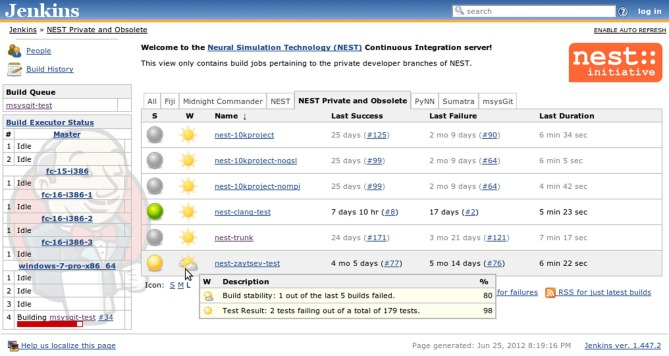 Jenkins
search
log in
Jenkins » NEST Private and Obsolete
ENABLE AUTO REFRESH
People
Build History
Build Queue
msysgit-test
Build Executor Status
# Master
1 Idle
2 Idle
fc-15-i386
1 Idle
fc-16-i386-1
1 Idle
fc-16-i386-2
1 Idle
fc-16-i386-3
1 Idle
windows-7-pro-x86_64
1 Idle
2 Idle
3 Idle
4 Building msysgit-test #34
Welcome to the Neural Simulation Technology (NEST) Continuous Integration server!
This view only contains build jobs pertaining to the private developer branches of NEST.
nest::
initiative
All Fiji Midnight Commander NEST NEST Private and Obsolete PyNN Sumatra msysGit
S W Name ↓ Last Success Last Failure Last Duration
nest-10kproject 25 days (#125) 2 mo 9 days (#90) 6 min 34 sec
nest-10kproject-nogsl 25 days (#99) 2 mo 9 days (#64) 6 min 5 sec
nest-10kproject-nompi 25 days (#99) 2 mo 9 days (#64) 4 min 42 sec
nest-clang-test 7 days 10 hr (#8) 17 days (#2) 5 min 23 sec
nest-trunk 24 days (#171) 3 mo 21 days (#121) 7 min 17 sec
nest-zaytsev-test 4 mo 5 days (#77) 5 mo 14 days (#76) 6 min 22 sec
Icon: S M L
for failures RSS for just latest builds
W Description %
Build stability: 1 out of the last 5 builds failed. 80
Test Result: 2 tests failing out of a total of 179 tests. 98
Help us localize this page
Page generated: Jun 25, 2012 8:19:16 PM Jenkins ver. 1.447.2